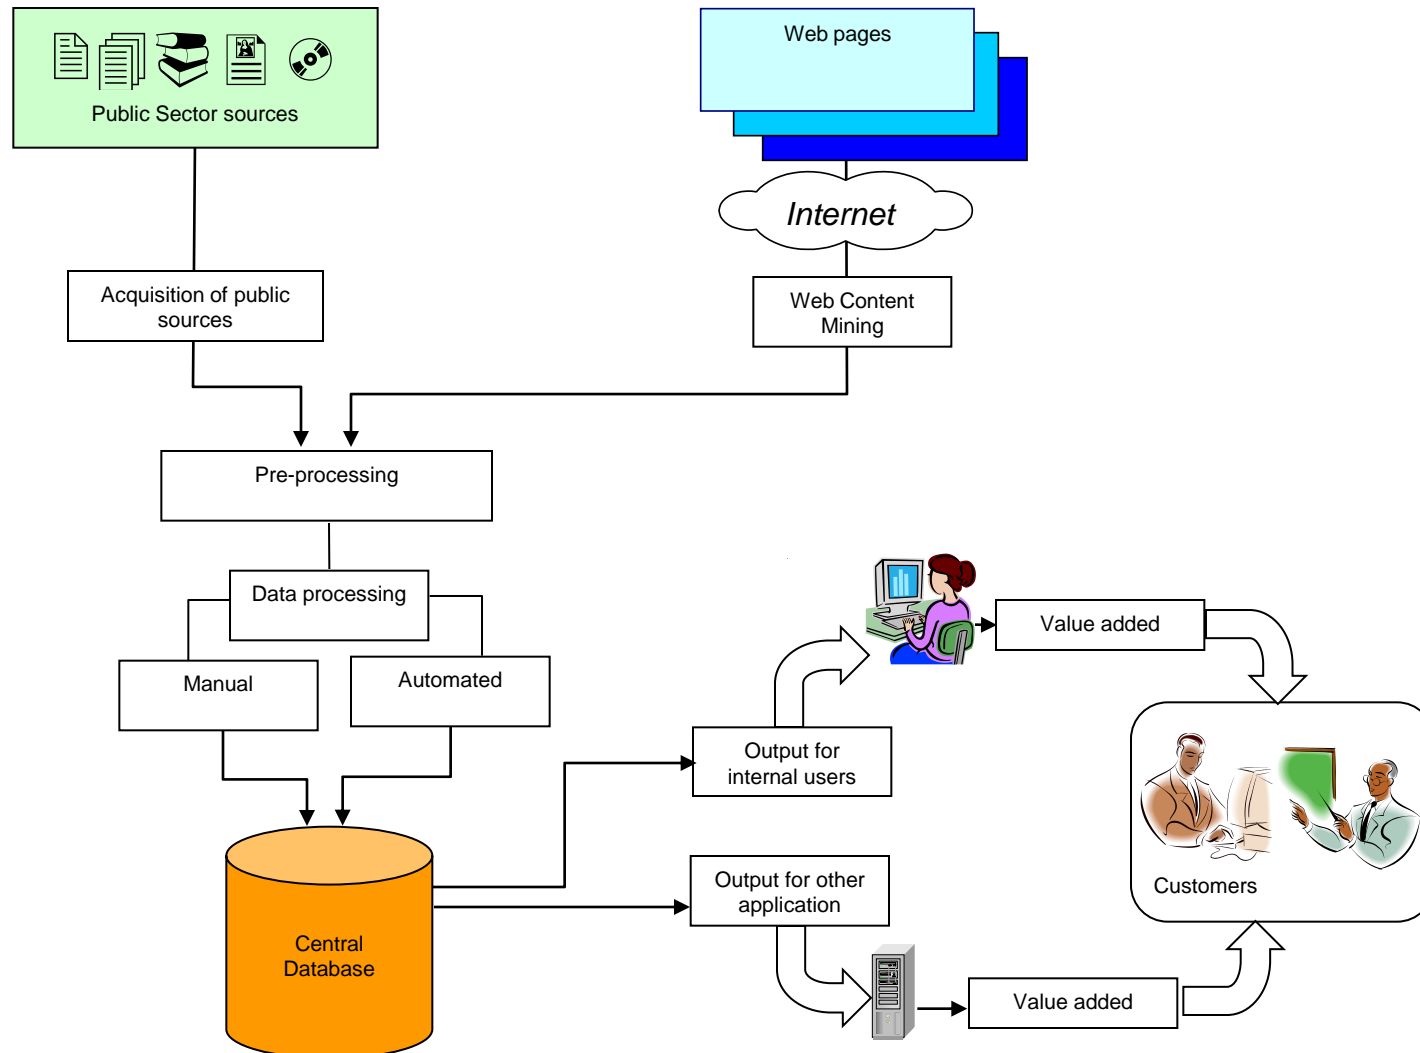 Public Sector sources
Web pages
Internet
Acquisition of public
sources
Web Content
Mining
Pre-processing
Data processing
Manual
Automated
Value added
Output for
internal users
Customers
Output for other
application
Central
Database
Value added